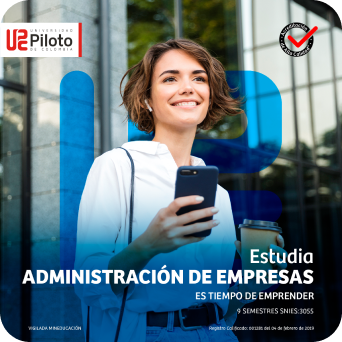 UNIVERSIDAD
Piloto
DE COLOMBIA
Estudia
ADMINISTRACIÓN DE EMPRESAS
ES TIEMPO DE EMPRENDER
9 SEMESTRES SNIES:3055
VIGILADA MINEDUCACIÓN